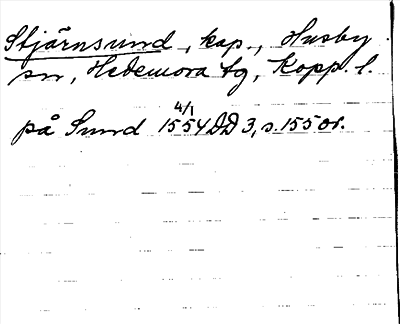 Stjärnsund, kap., Husby
sn, Hedemora tg, Kopp. l.
4/1
på Sund 1554 DD 3, s. 155 or.